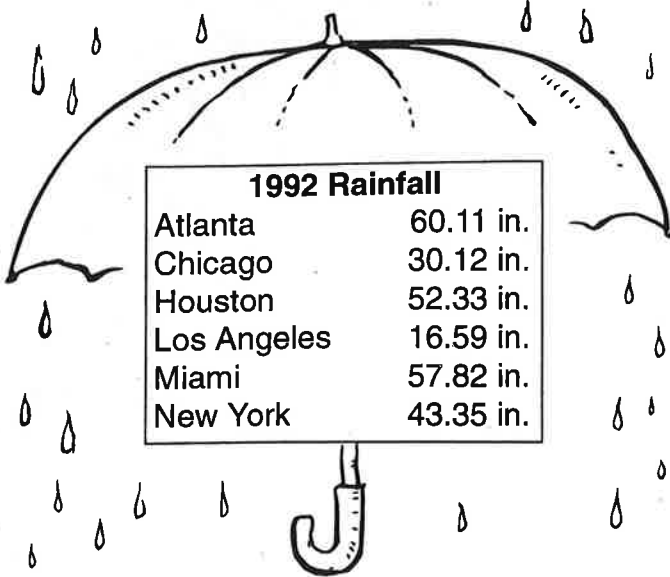 1992 Rainfall
Atlanta 60.11 in.
Chicago 30.12 in.
Houston 52.33 in.
Los Angeles 16.59 in.
Miami 57.82 in.
New York 43.35 in.